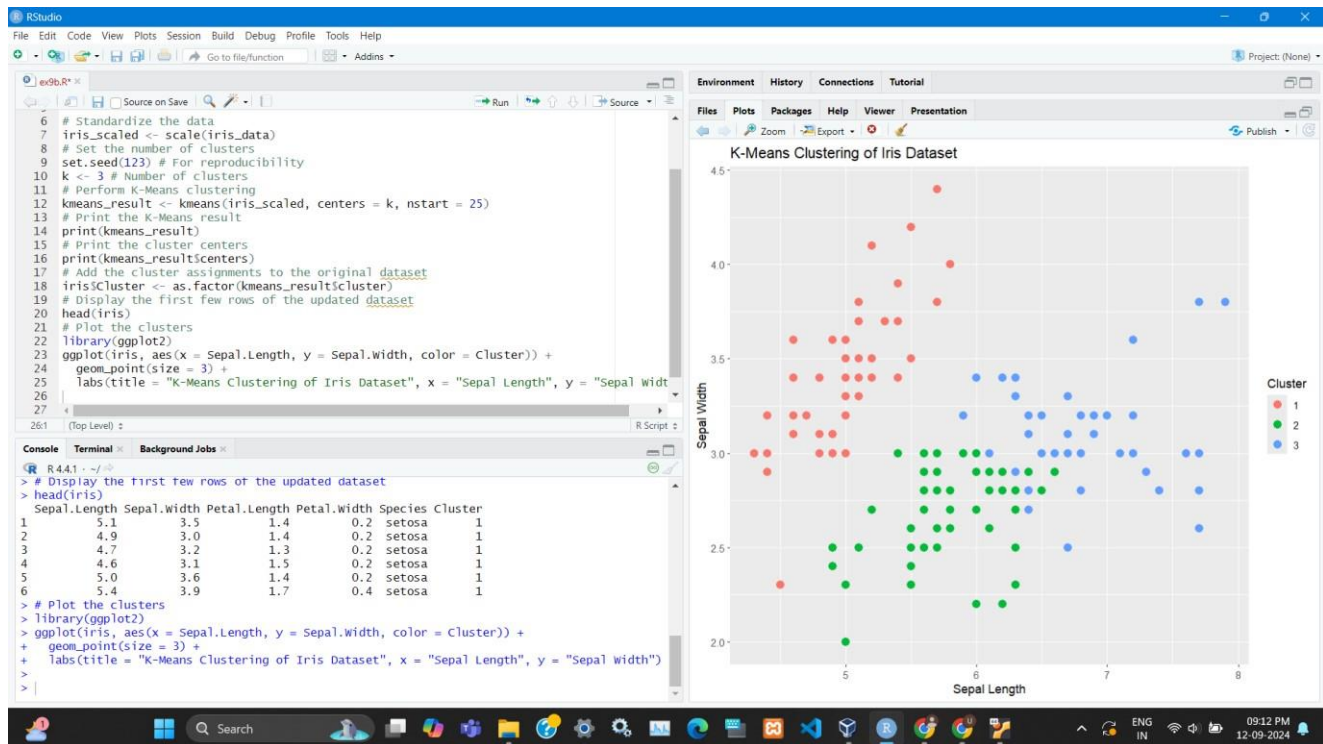 RStudio
File Edit Code View Plots Session Build Debug Profile Tools Help
Go to file/function Addins Project: (None)
ex9b.R*
Source on Save Run Source
6 # Standardize the data
7 iris_scaled <- scale(iris_data)
8 # Set the number of clusters
9 set.seed(123) # For reproducibility
10 k <- 3 # Number of clusters
11 # Perform K-Means clustering
12 kmeans_result <- kmeans(iris_scaled, centers = k, nstart = 25)
13 # Print the K-Means result
14 print(kmeans_result)
15 # Print the cluster centers
16 print(kmeans_result$centers)
17 # Add the cluster assignments to the original dataset
18 iris$Cluster <- as.factor(kmeans_result$cluster)
19 # Display the first few rows of the updated dataset
20 head(iris)
21 # Plot the clusters
22 library(ggplot2)
23 ggplot(iris, aes(x = Sepal.Length, y = Sepal.Width, color = Cluster)) +
24 geom_point(size = 3) +
25 labs(title = "K-Means Clustering of Iris Dataset", x = "Sepal Length", y = "Sepal Widt
26
27
26:1 (Top Level) R Script
Console Terminal Background Jobs
R 4.4.1 · ~/
> # Display the first few rows of the updated dataset
> head(iris)
Sepal.Length Sepal.Width Petal.Length Petal.Width Species Cluster
1 5.1 3.5 1.4 0.2 setosa 1
2 4.9 3.0 1.4 0.2 setosa 1
3 4.7 3.2 1.3 0.2 setosa 1
4 4.6 3.1 1.5 0.2 setosa 1
5 5.0 3.6 1.4 0.2 setosa 1
6 5.4 3.9 1.7 0.4 setosa 1
> # Plot the clusters
> library(ggplot2)
> ggplot(iris, aes(x = Sepal.Length, y = Sepal.Width, color = Cluster)) +
+ geom_point(size = 3) +
+ labs(title = "K-Means Clustering of Iris Dataset", x = "Sepal Length", y = "Sepal Width")
>
>
Environment History Connections Tutorial
Files Plots Packages Help Viewer Presentation
Zoom Export Publish
K-Means Clustering of Iris Dataset
4.5
4.0
3.5
3.0
2.5
2.0
Sepal Width
5 6 7 8
Sepal Length
Cluster
1
2
3
Search
ENG
IN
09:12 PM
12-09-2024